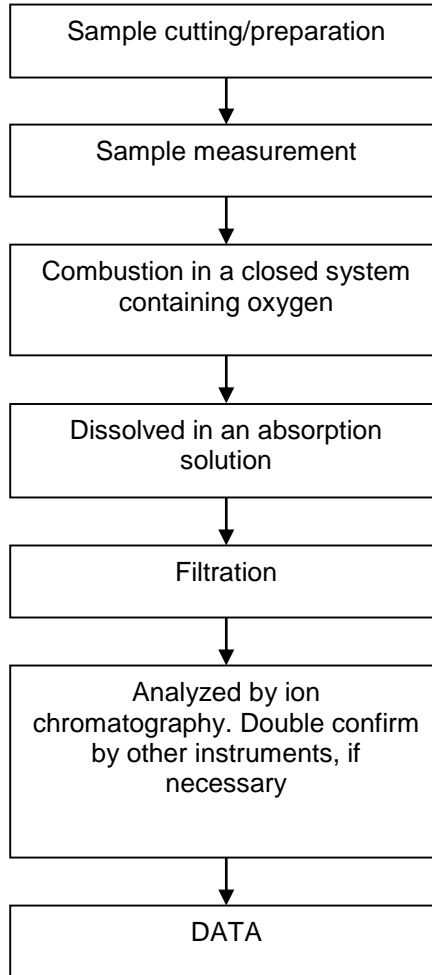 Sample cutting/preparation
Sample measurement
Combustion in a closed system
containing oxygen
Dissolved in an absorption
solution
Filtration
Analyzed by ion
chromatography. Double confirm
by other instruments, if
necessary
DATA